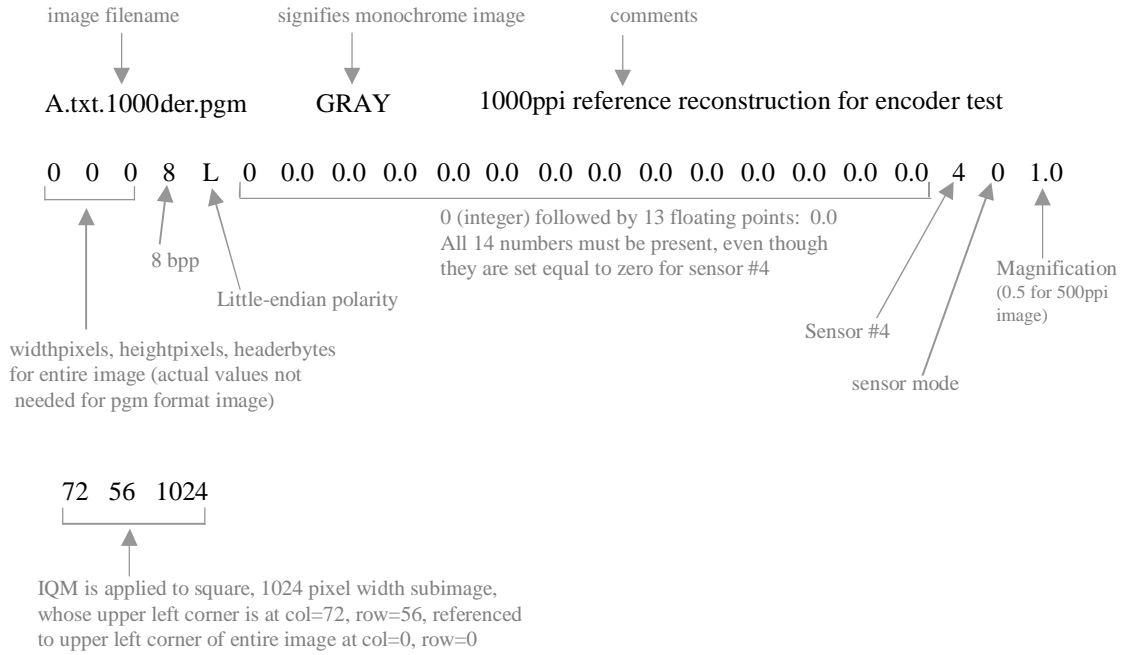 image filename
signifies monochrome image
comments
A.txt.1000der.pgm GRAY 1000ppi reference reconstruction for encoder test
0 0 0 8 L 0 0.0 0.0 0.0 0.0 0.0 0.0 0.0 0.0 0.0 0.0 0.0 0.0 0.0 4 0 1.0
0 (integer) followed by 13 floating points: 0.0
All 14 numbers must be present, even though
they are set equal to zero for sensor #4
8 bpp
Little-endian polarity
Magnification
(0.5 for 500ppi
image)
Sensor #4
sensor mode
widthpixels, heightpixels, headerbytes
for entire image (actual values not
needed for pgm format image)
72 56 1024
IQM is applied to square, 1024 pixel width subimage,
whose upper left corner is at col=72, row=56, referenced
to upper left corner of entire image at col=0, row=0